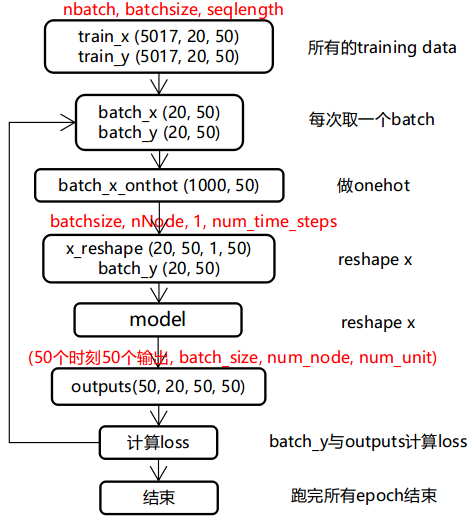 nbatch, batchsize, seqlength
train_x (5017, 20, 50)
train_y (5017, 20, 50)
所有的training data
batch_x (20, 50)
batch_y (20, 50)
每次取一个batch
batch_x_onthot (1000, 50)
做onehot
batchsize, nNode, 1, num_time_steps
x_reshape (20, 50, 1, 50)
batch_y (20, 50)
reshape x
model
reshape x
(50个时刻50个输出, batch_size, num_node, num_unit)
outputs(50, 20, 50, 50)
计算loss
batch_y与outputs计算loss
结束
跑完所有epoch结束